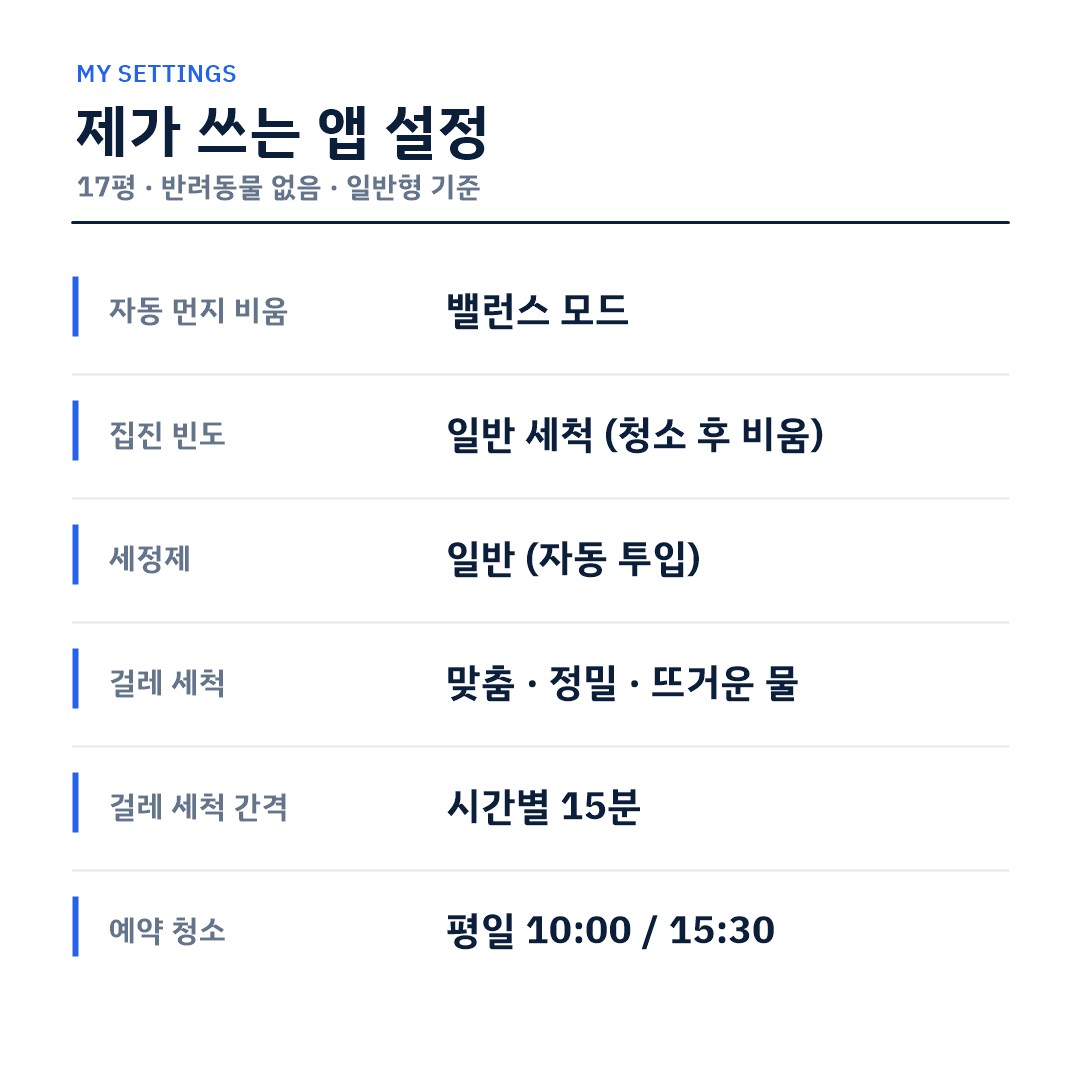 MY SETTINGS
제가 쓰는 앱 설정
17평 · 반려동물 없음 · 일반형 기준
자동 먼지 비움 밸런스 모드
집진 빈도 일반 세척 (청소 후 비움)
세정제 일반 (자동 투입)
걸레 세척 맞춤 · 정밀 · 뜨거운 물
걸레 세척 간격 시간별 15분
예약 청소 평일 10:00 / 15:30